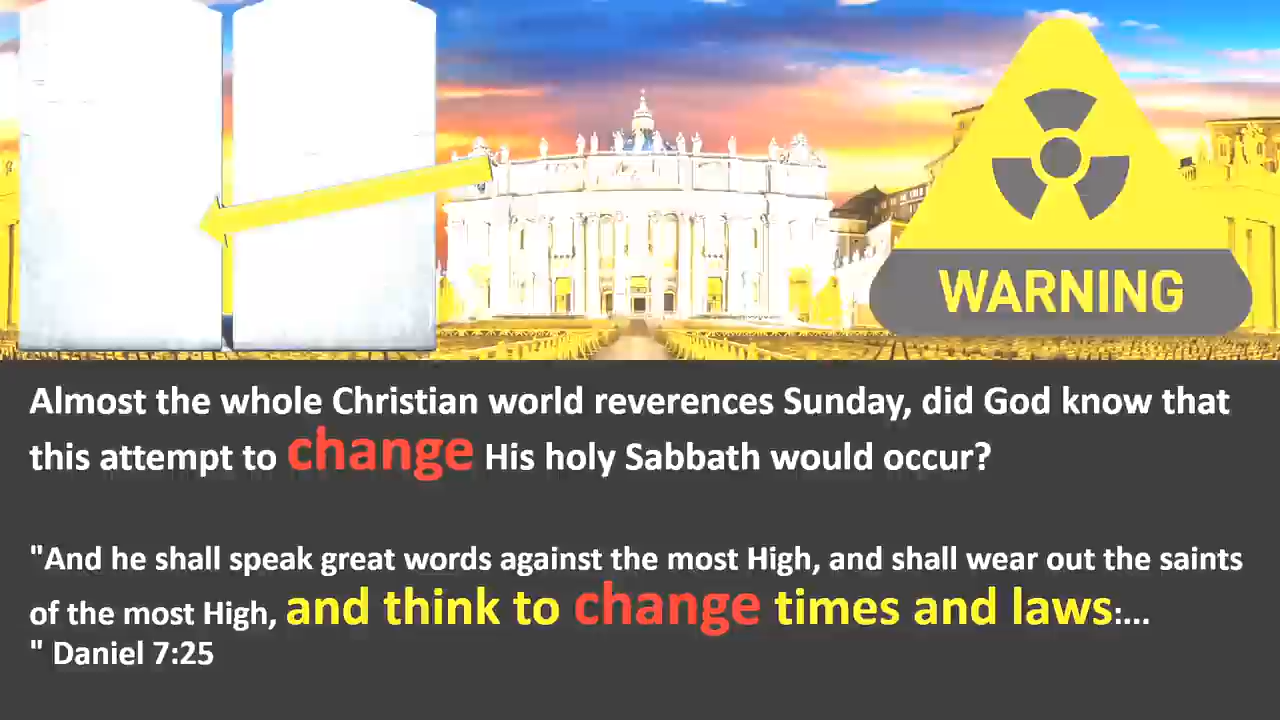 WARNING
Almost the whole Christian world reverences Sunday, did God know that
this attempt to change His holy Sabbath would occur?
"And he shall speak great words against the most High, and shall wear out the saints
of the most High, and think to change times and laws:...
" Daniel 7:25